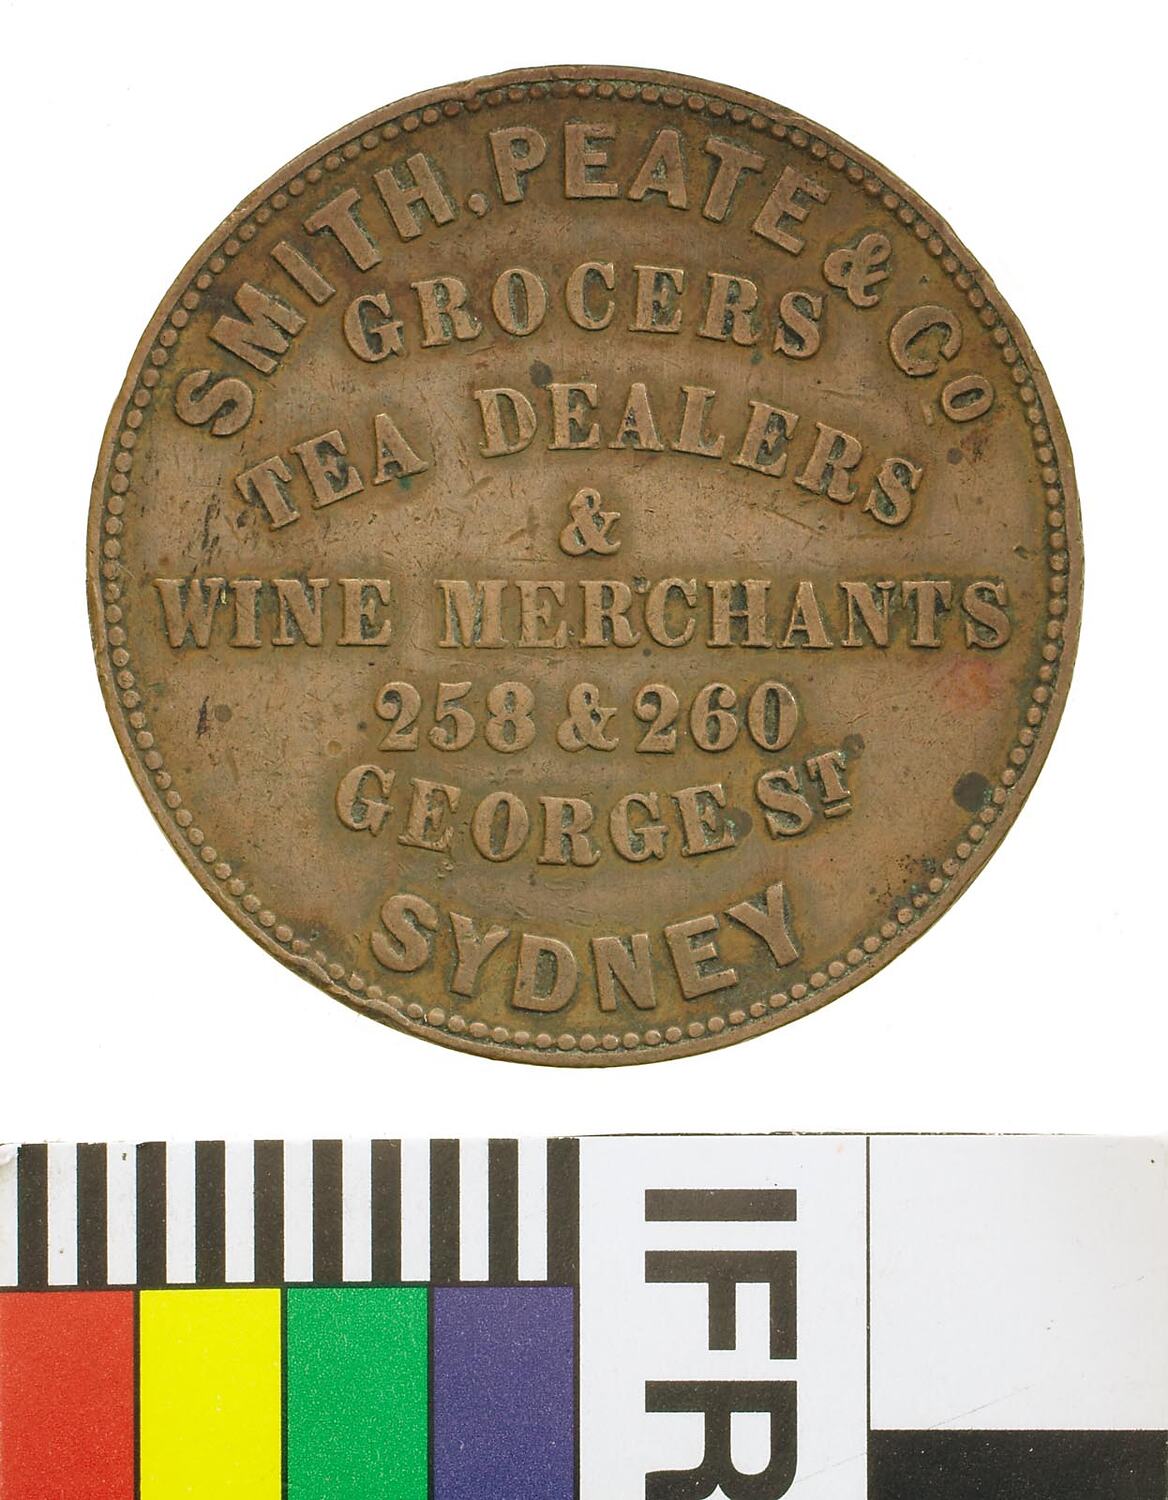 SMITH, PEATE & Co
GROCERS
TEA DEALERS
&
WINE MERCHANTS
258 & 260
GEORGE ST
SYDNEY
IFR